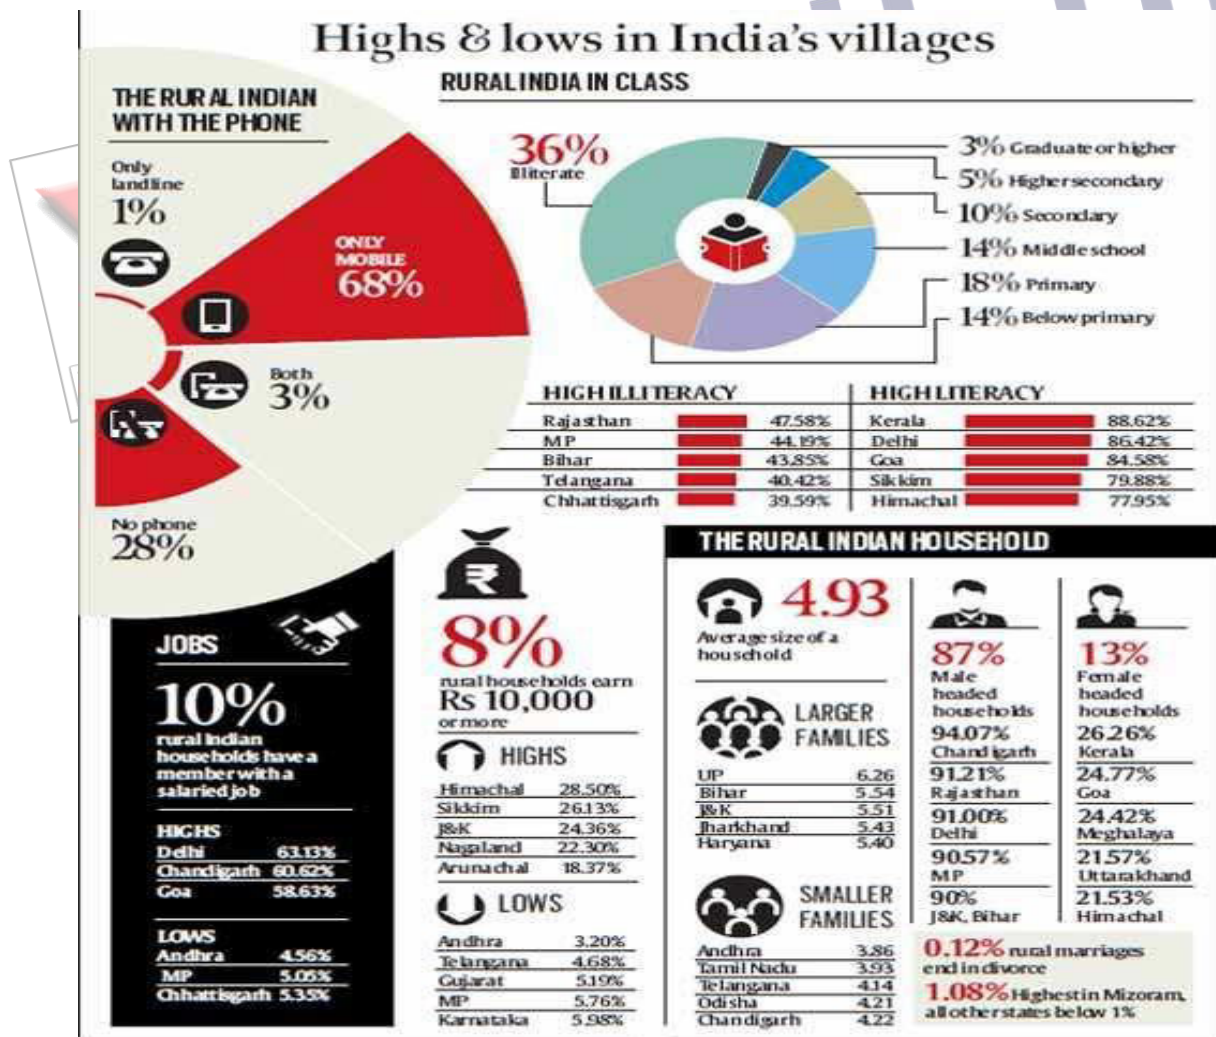 Highs & lows in India's villages
THE RURAL INDIAN
WITH THE PHONE
Only
landline
1%
ONLY
MOBILE
68%
Both
3%
No phone
28%
RURAL INDIA IN CLASS
36%
Illiterate
3% Graduate or higher
5% Higher secondary
10% Secondary
14% Middle school
18% Primary
14% Below primary
HIGH ILLITERACY
Rajasthan 47.58%
MP 44.19%
Bihar 43.85%
Telangana 40.42%
Chhattisgarh 39.59%
HIGH LITERACY
Kerala 88.62%
Delhi 86.42%
Goa 84.58%
Sikkim 79.88%
Himachal 77.95%
JOBS
10%
rural Indian
households have a
member with a
salaried job
HIGHS
Delhi 63.13%
Chandigarh 60.62%
Goa 58.63%
LOWS
Andhra 4.56%
MP 5.05%
Chhattisgarh 5.35%
₹
8%
rural households earn
Rs 10,000
or more
HIGHS
Himachal 28.50%
Sikkim 26.13%
J&K 24.36%
Nagaland 22.30%
Arunachal 18.37%
LOWS
Andhra 3.20%
Telangana 4.68%
Gujarat 5.19%
MP 5.76%
Karnataka 5.98%
THE RURAL INDIAN HOUSEHOLD
4.93
Average size of a
household
LARGER
FAMILIES
UP 6.26
Bihar 5.54
J&K 5.51
Jharkhand 5.43
Haryana 5.40
SMALLER
FAMILIES
Andhra 3.86
Tamil Nadu 3.93
Telangana 4.14
Odisha 4.21
Chandigarh 4.22
87%
Male
headed
households
94.07%
Chandigarh
91.21%
Rajasthan
91.00%
Delhi
90.57%
MP
90%
J&K, Bihar
13%
Female
headed
households
26.26%
Kerala
24.77%
Goa
24.42%
Meghalaya
21.57%
Uttarakhand
21.53%
Himachal
0.12% rural marriages
end in divorce
1.08% Highest in Mizoram,
all other states below 1%